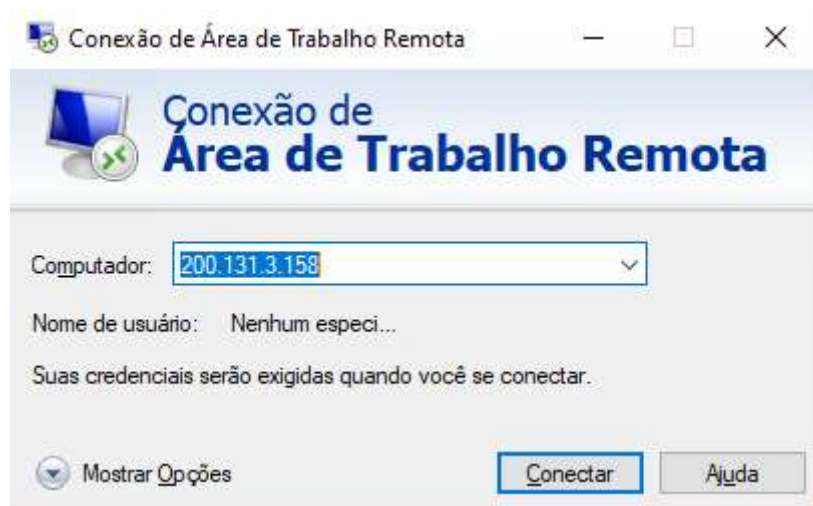 Conexão de Área de Trabalho Remota
Conexão de
Área de Trabalho Remota
Computador: 200.131.3.158
Nome de usuário: Nenhum especi...
Suas credenciais serão exigidas quando você se conectar.
Mostrar Opções Conectar Ajuda